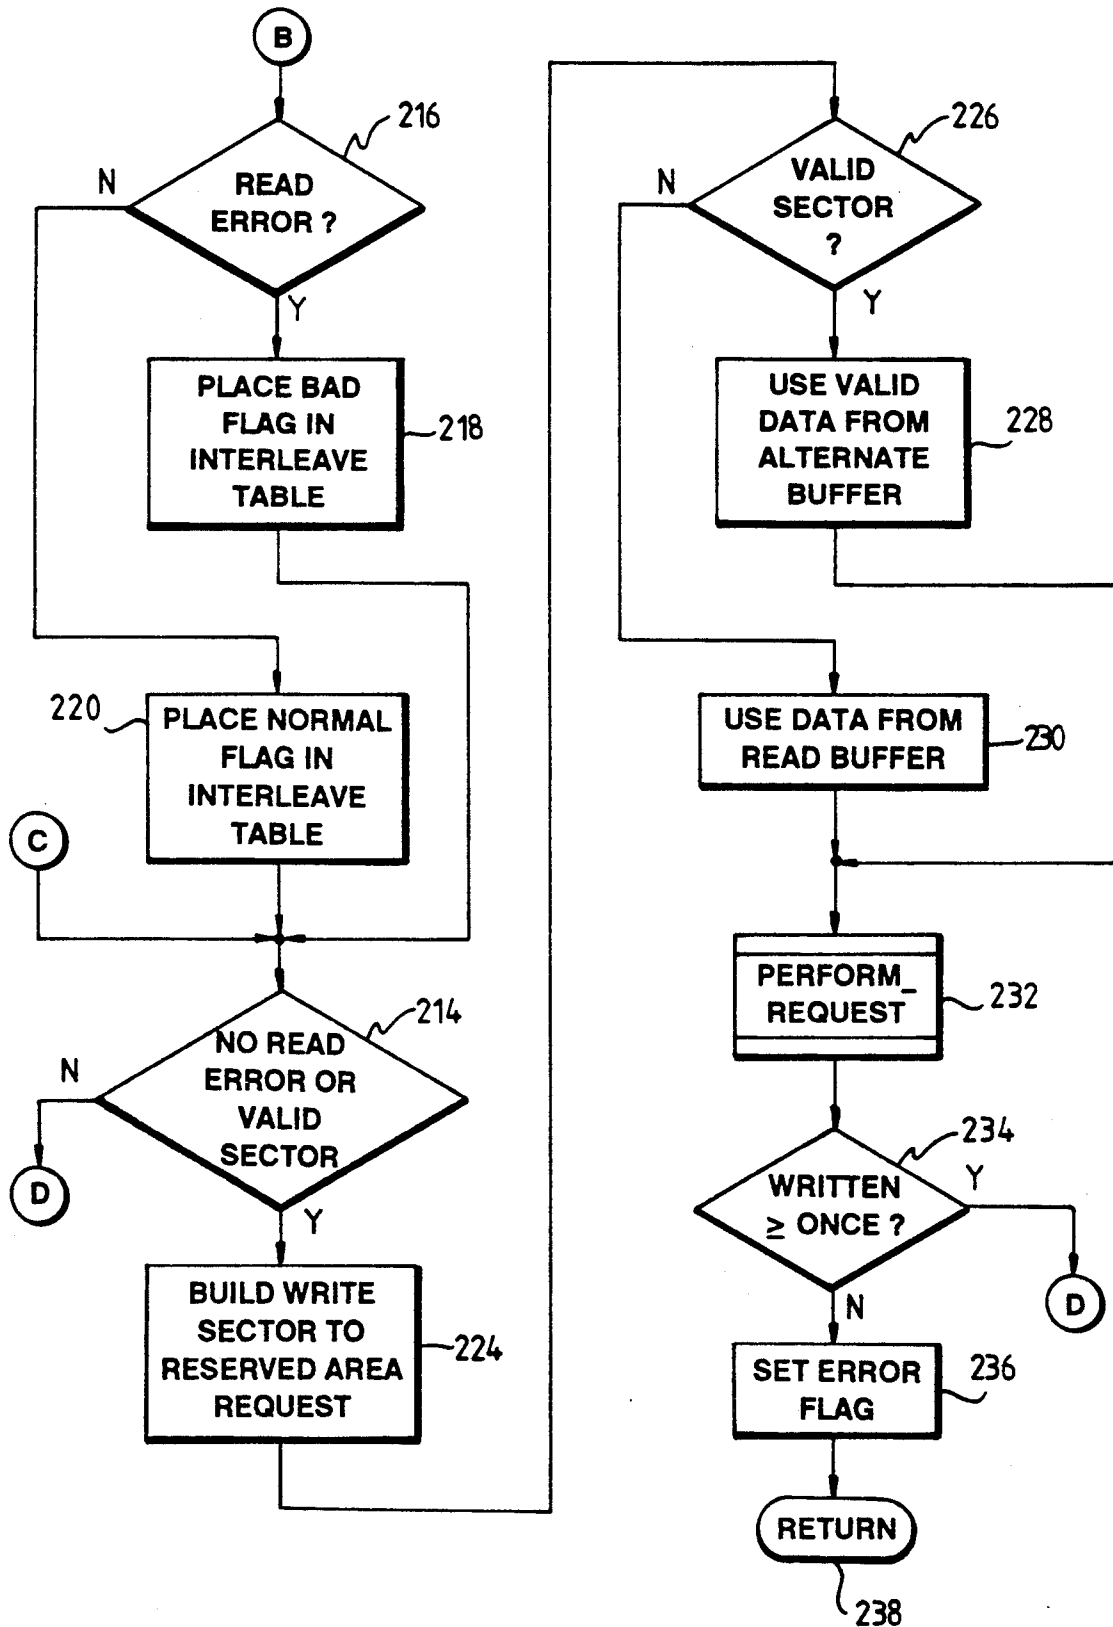 B
216
READ
ERROR ?
N
Y
PLACE BAD
FLAG IN
INTERLEAVE
TABLE
218
220
PLACE NORMAL
FLAG IN
INTERLEAVE
TABLE
C
214
NO READ
ERROR OR
VALID
SECTOR
N
D
Y
BUILD WRITE
SECTOR TO
RESERVED AREA
REQUEST
224
226
VALID
SECTOR
?
N
Y
USE VALID
DATA FROM
ALTERNATE
BUFFER
228
USE DATA FROM
READ BUFFER
230
PERFORM_
REQUEST
232
234
WRITTEN
≥ ONCE ?
Y
D
N
SET ERROR
FLAG
236
RETURN
238